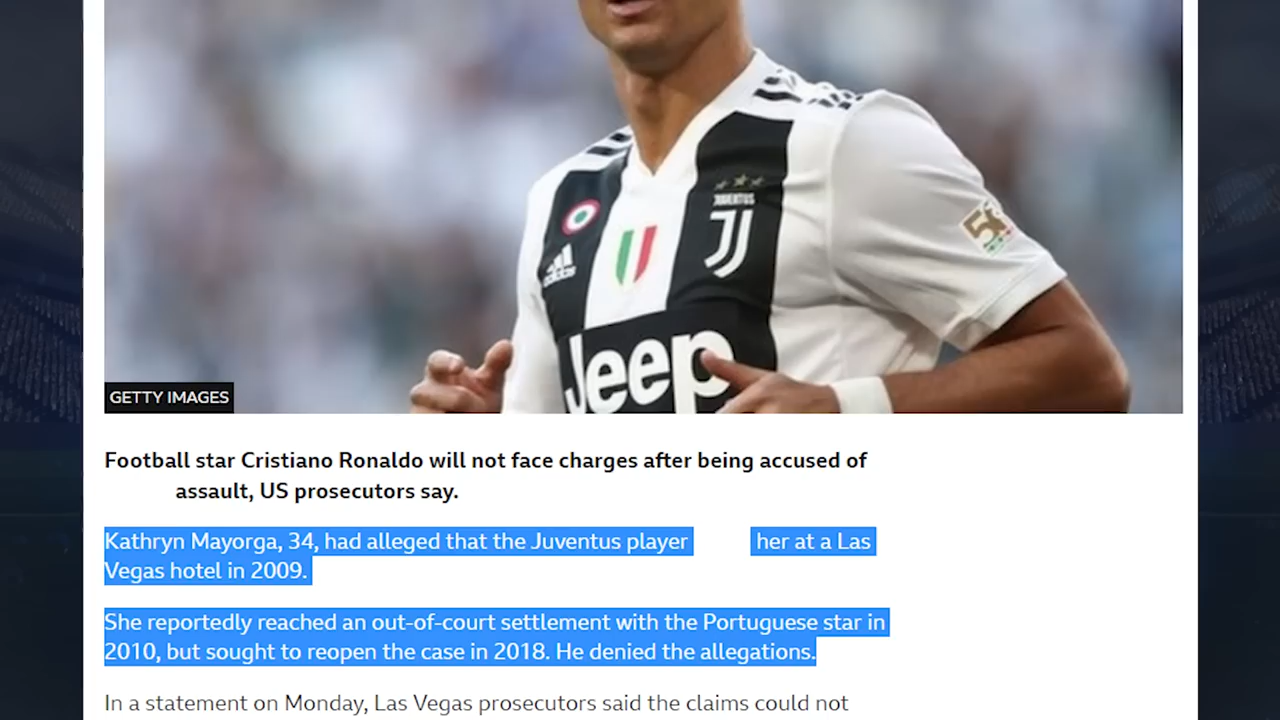 JUVENTUS
adidas
56
Jeep
GETTY IMAGES
Football star Cristiano Ronaldo will not face charges after being accused of
assault, US prosecutors say.
Kathryn Mayorga, 34, had alleged that the Juventus player her at a Las
Vegas hotel in 2009.
She reportedly reached an out-of-court settlement with the Portuguese star in
2010, but sought to reopen the case in 2018. He denied the allegations.
In a statement on Monday, Las Vegas prosecutors said the claims could not